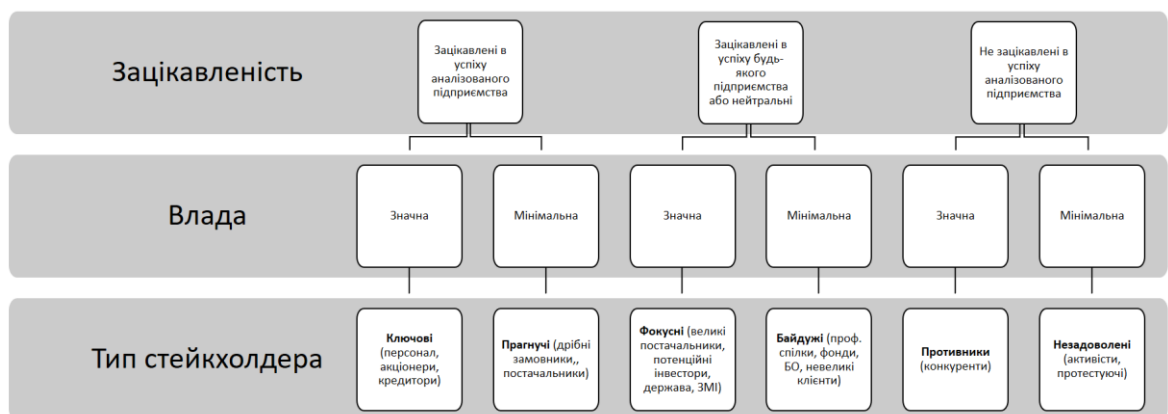 Зацікавленість
Зацікавлені в
успіху
аналізованого
підприємства
Зацікавлені в
успіху будь-
якого
підприємства
або нейтральні
Не зацікавлені в
успіху
аналізованого
підприємства
Влада
Значна
Мінімальна
Значна
Мінімальна
Значна
Мінімальна
Тип стейкхолдера
Ключові
(персонал,
акціонери,
кредитори)
Прагнучі (дрібні
замовники,,
постачальники)
Фокусні (великі
постачальники,
потенційні
інвестори,
держава, ЗМІ)
Байдужі (проф.
спілки, фонди,
БО, невеликі
клієнти)
Противники
(конкуренти)
Незадоволені
(активісти,
протестуючі)